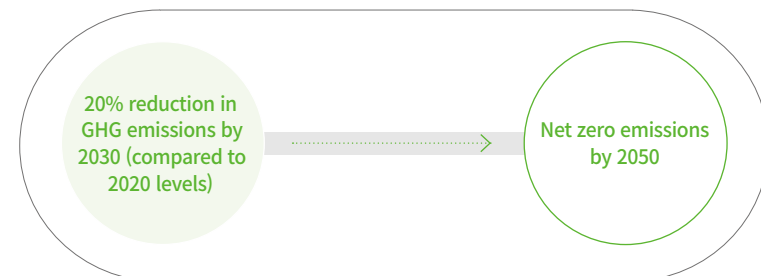 20% reduction in
GHG emissions by
2030 (compared to
2020 levels)
Net zero emissions
by 2050